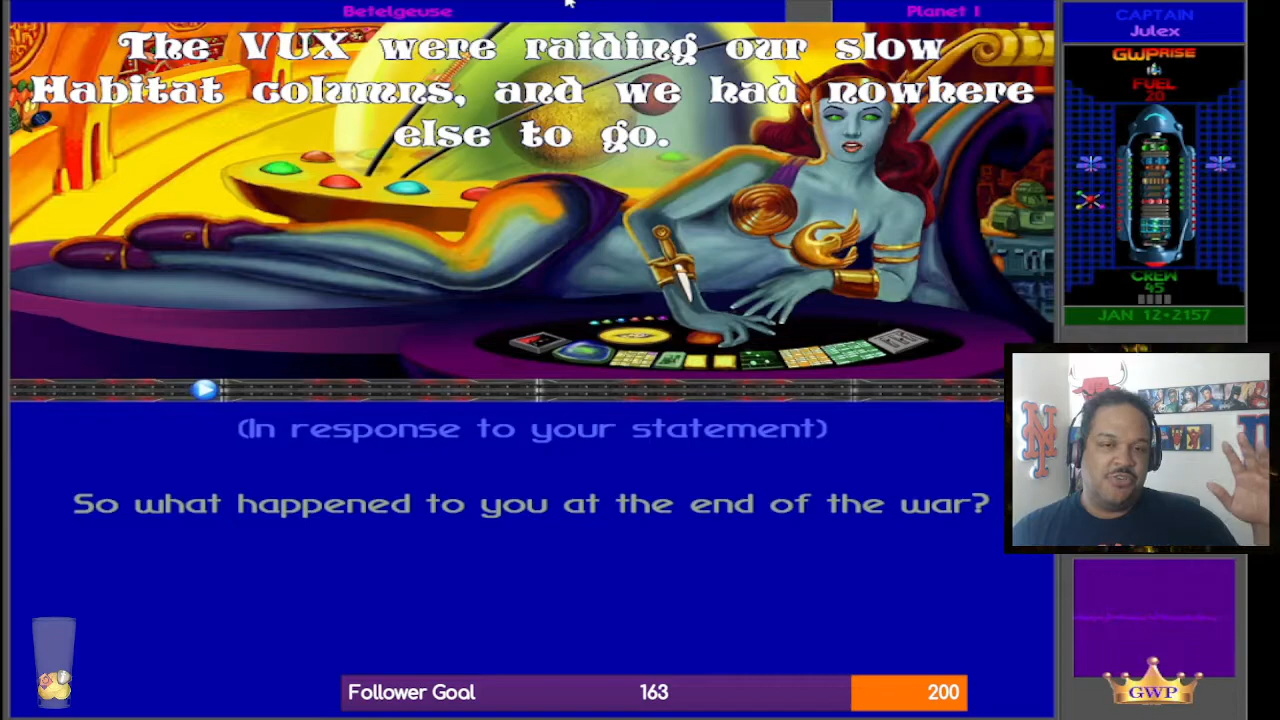 Betelgeuse
Planet I
The VUX were raiding our slow
Habitat columns, and we had nowhere
else to go.
(In response to your statement)
So what happened to you at the end of the war?
CAPTAIN
Julex
GWPRISE
FUEL
20
CREW
45
JAN 12·2157
Follower Goal
163
200
GWP